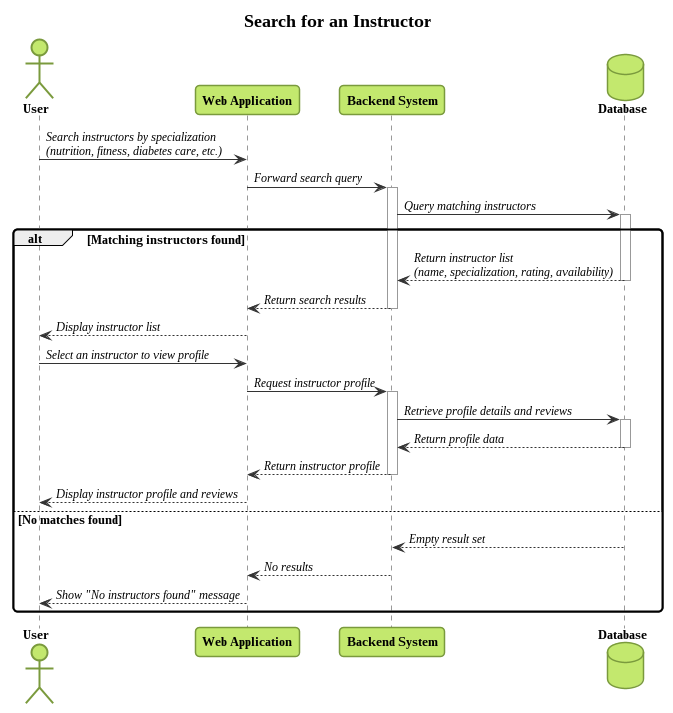 Search for an Instructor
User
Web Application
Backend System
Database
Search instructors by specialization
(nutrition, fitness, diabetes care, etc.)
Forward search query
Query matching instructors
alt
[Matching instructors found]
Return instructor list
(name, specialization, rating, availability)
Return search results
Display instructor list
Select an instructor to view profile
Request instructor profile
Retrieve profile details and reviews
Return profile data
Return instructor profile
Display instructor profile and reviews
[No matches found]
Empty result set
No results
Show "No instructors found" message
User
Web Application
Backend System
Database